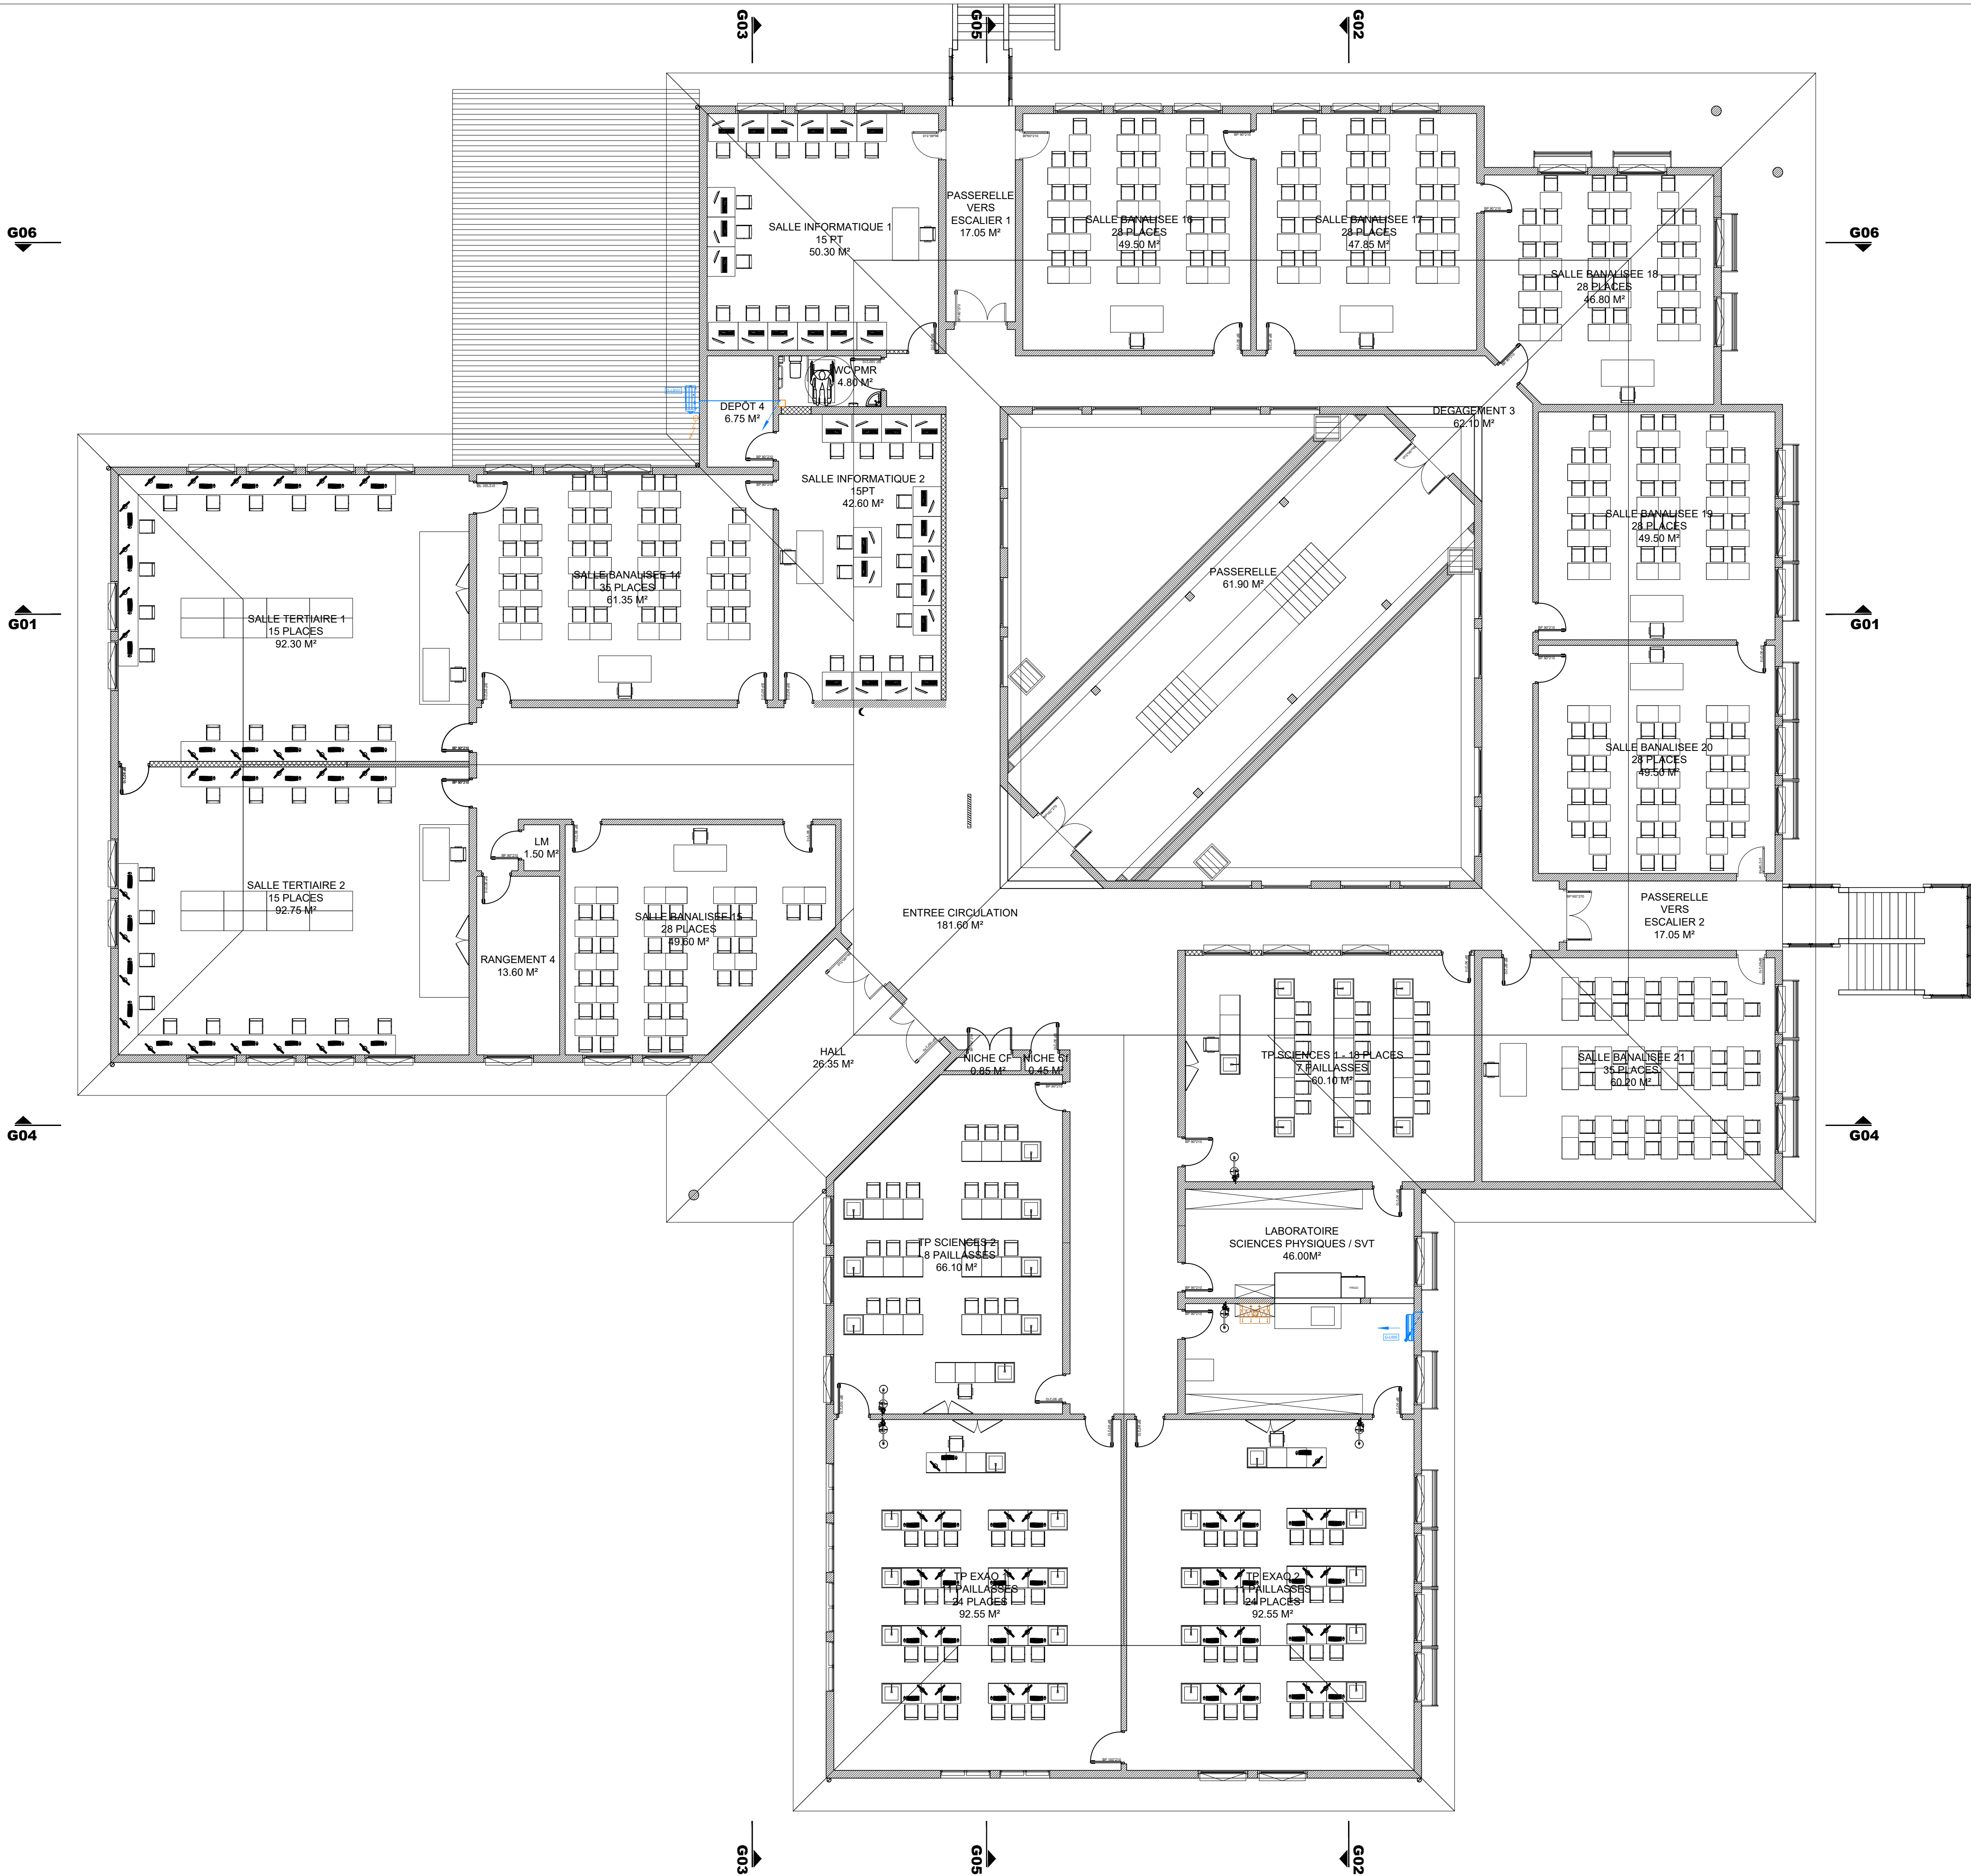 G03
G05
G02
G06
G06
PASSERELLE
VERS
ESCALIER 1
17.05 M²
SALLE INFORMATIQUE 1
15 PT
50.30 M²
SALLE BANALISEE 16
28 PLACES
49.50 M²
SALLE BANALISEE 17
28 PLACES
47.85 M²
SALLE BANALISEE 18
28 PLACES
46.80 M²
WC PMR
4.80 M²
DEPÔT 4
6.75 M²
DEGAGEMENT 3
62.10 M²
SALLE INFORMATIQUE 2
15PT
42.60 M²
SALLE BANALISEE 19
28 PLACES
49.50 M²
SALLE BANALISEE 14
35 PLACES
61.35 M²
PASSERELLE
61.90 M²
G01
G01
SALLE TERTIAIRE 1
15 PLACES
92.30 M²
SALLE BANALISEE 20
28 PLACES
49.50 M²
LM
1.50 M²
SALLE TERTIAIRE 2
15 PLACES
92.75 M²
SALLE BANALISEE 15
28 PLACES
49.60 M²
ENTREE CIRCULATION
181.60 M²
PASSERELLE
VERS
ESCALIER 2
17.05 M²
RANGEMENT 4
13.60 M²
HALL
26.35 M²
NICHE CF
0.85 M²
NICHE Cf
0.45 M²
TP SCIENCES 1 - 18 PLACES
7 PAILLASSES
60.10 M²
SALLE BANALISEE 21
35 PLACES
60.20 M²
G04
G04
TP SCIENCES 2
8 PAILLASSES
66.10 M²
LABORATOIRE
SCIENCES PHYSIQUES / SVT
46.00M²
TP EXAO 1
11 PAILLASSES
24 PLACES
92.55 M²
TP EXAO 2
11 PAILLASSES
24 PLACES
92.55 M²
G03
G05
G02